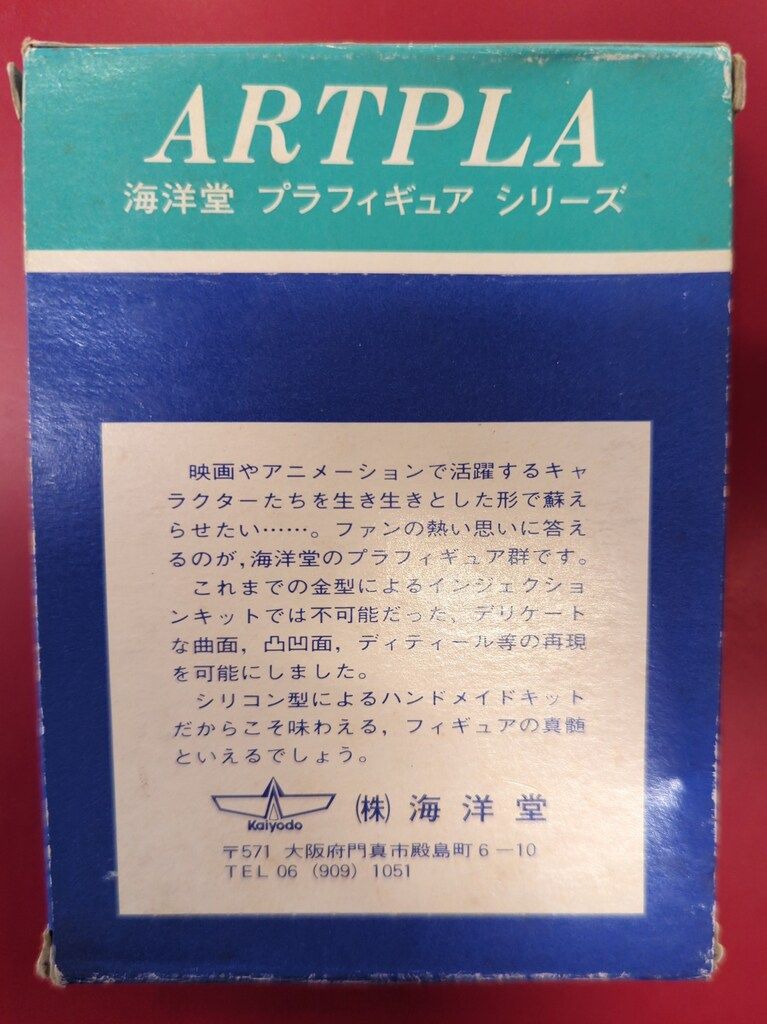 ARTPLA
海洋堂 プラフィギュア シリーズ
映画やアニメーションで活躍するキャ
ラクターたちを生き生きとした形で蘇え
らせたい……。ファンの熱い思いに答え
るのが,海洋堂のプラフィギュア群です。
これまでの金型によるインジェクショ
ンキットでは不可能だった、デリケート
な曲面，凸凹面，ディティール等の再現
を可能にしました。
シリコン型によるハンドメイドキット
だからこそ味わえる，フィギュアの真髄
といえるでしょう。
Kaiyodo
(株) 海洋堂
〒571 大阪府門真市殿島町6－10
TEL 06 (909) 1051